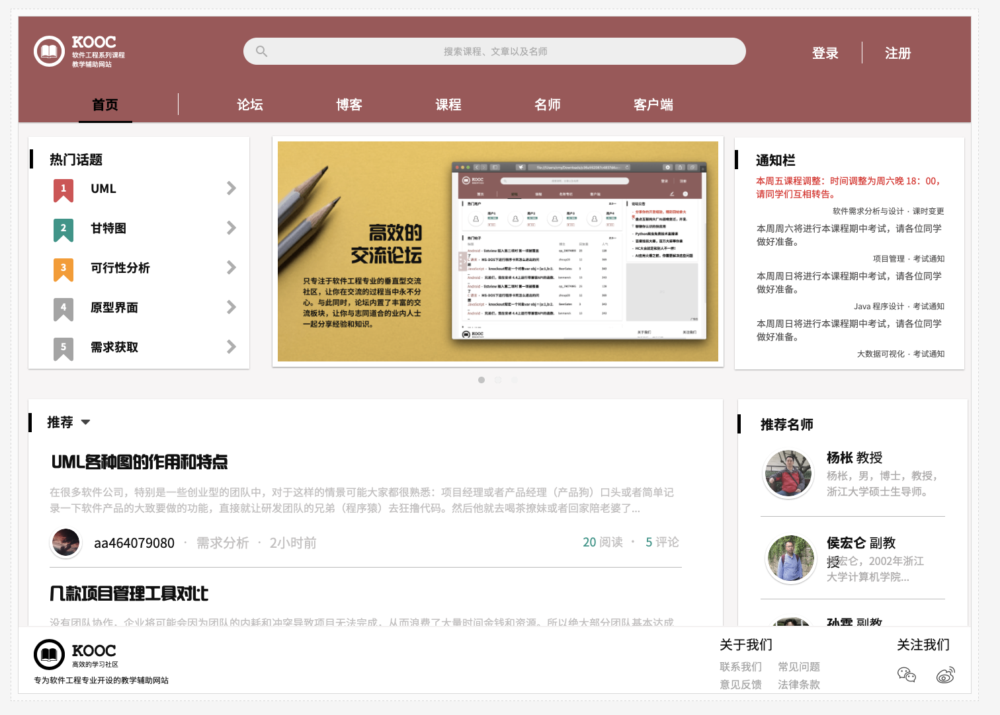 KOOC
软件工程系列课程
教学辅助网站
搜索课程、文章以及名师
登录
注册
首页
论坛
博客
课程
名师
客户端
热门话题
1 UML
2 甘特图
3 可行性分析
4 原型界面
5 需求获取
高效的
交流论坛
只专注于软件工程专业的垂直型交流
社区，让你在交流的过程当中永不分
心。与此同时，论坛内置了丰富的交
流板块，让你与志同道合的业内人士
一起分享经验和知识。
KOOC
热门用户
热门帖子
论坛公告
KOOC
通知栏
本周五课程调整：时间调整为周六晚 18：00，
请同学们互相转告。
软件需求分析与设计 · 课时变更
本周周六将进行本课程期中考试，请各位同学
做好准备。
项目管理 · 考试通知
本周周日将进行本课程期中考试，请各位同学
做好准备。
Java 程序设计 · 考试通知
本周周日将进行本课程期中考试，请各位同学
做好准备。
大数据可视化 · 考试通知
推荐
UML各种图的作用和特点
在很多软件公司，特别是一些创业型的团队中，对于这样的情景可能大家都很熟悉：项目经理或者产品经理（产品狗）口头或者简单记
录一下软件产品的大致要做的功能，直接就让研发团队的兄弟（程序猿）去狂撸代码。然后他就去喝茶撩妹或者回家陪老婆了...
aa464079080 · 需求分析 · 2小时前
20 阅读 · 5 评论
几款项目管理工具对比
没有团队协作，企业将可能会因为团队的内耗和冲突导致项目无法完成，从而浪费了大量时间金钱和资源。所以绝大部分团队基本达成
推荐名师
杨枨 教授
杨枨，男，博士，教授，
浙江大学硕士生导师。
侯宏仑 副教
授
侯宏仑，2002年浙江
大学计算机学院...
孙霖 副教
KOOC
高效的学习社区
专为软件工程专业开设的教学辅助网站
关于我们
联系我们
常见问题
意见反馈
法律条款
关注我们